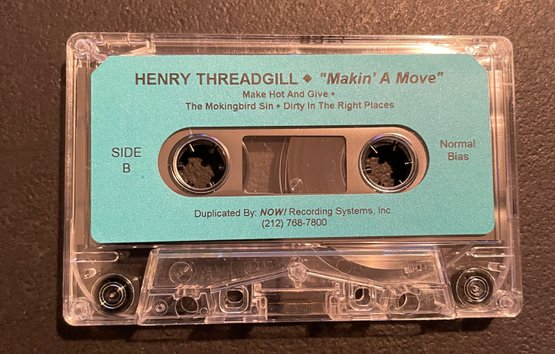 HENRY THREADGILL ◆ "Makin' A Move"
Make Hot And Give ◆
The Mokingbird Sin ◆ Dirty In The Right Places
SIDE
B
Normal
Bias
Duplicated By: NOW! Recording Systems, Inc.
(212) 768-7800